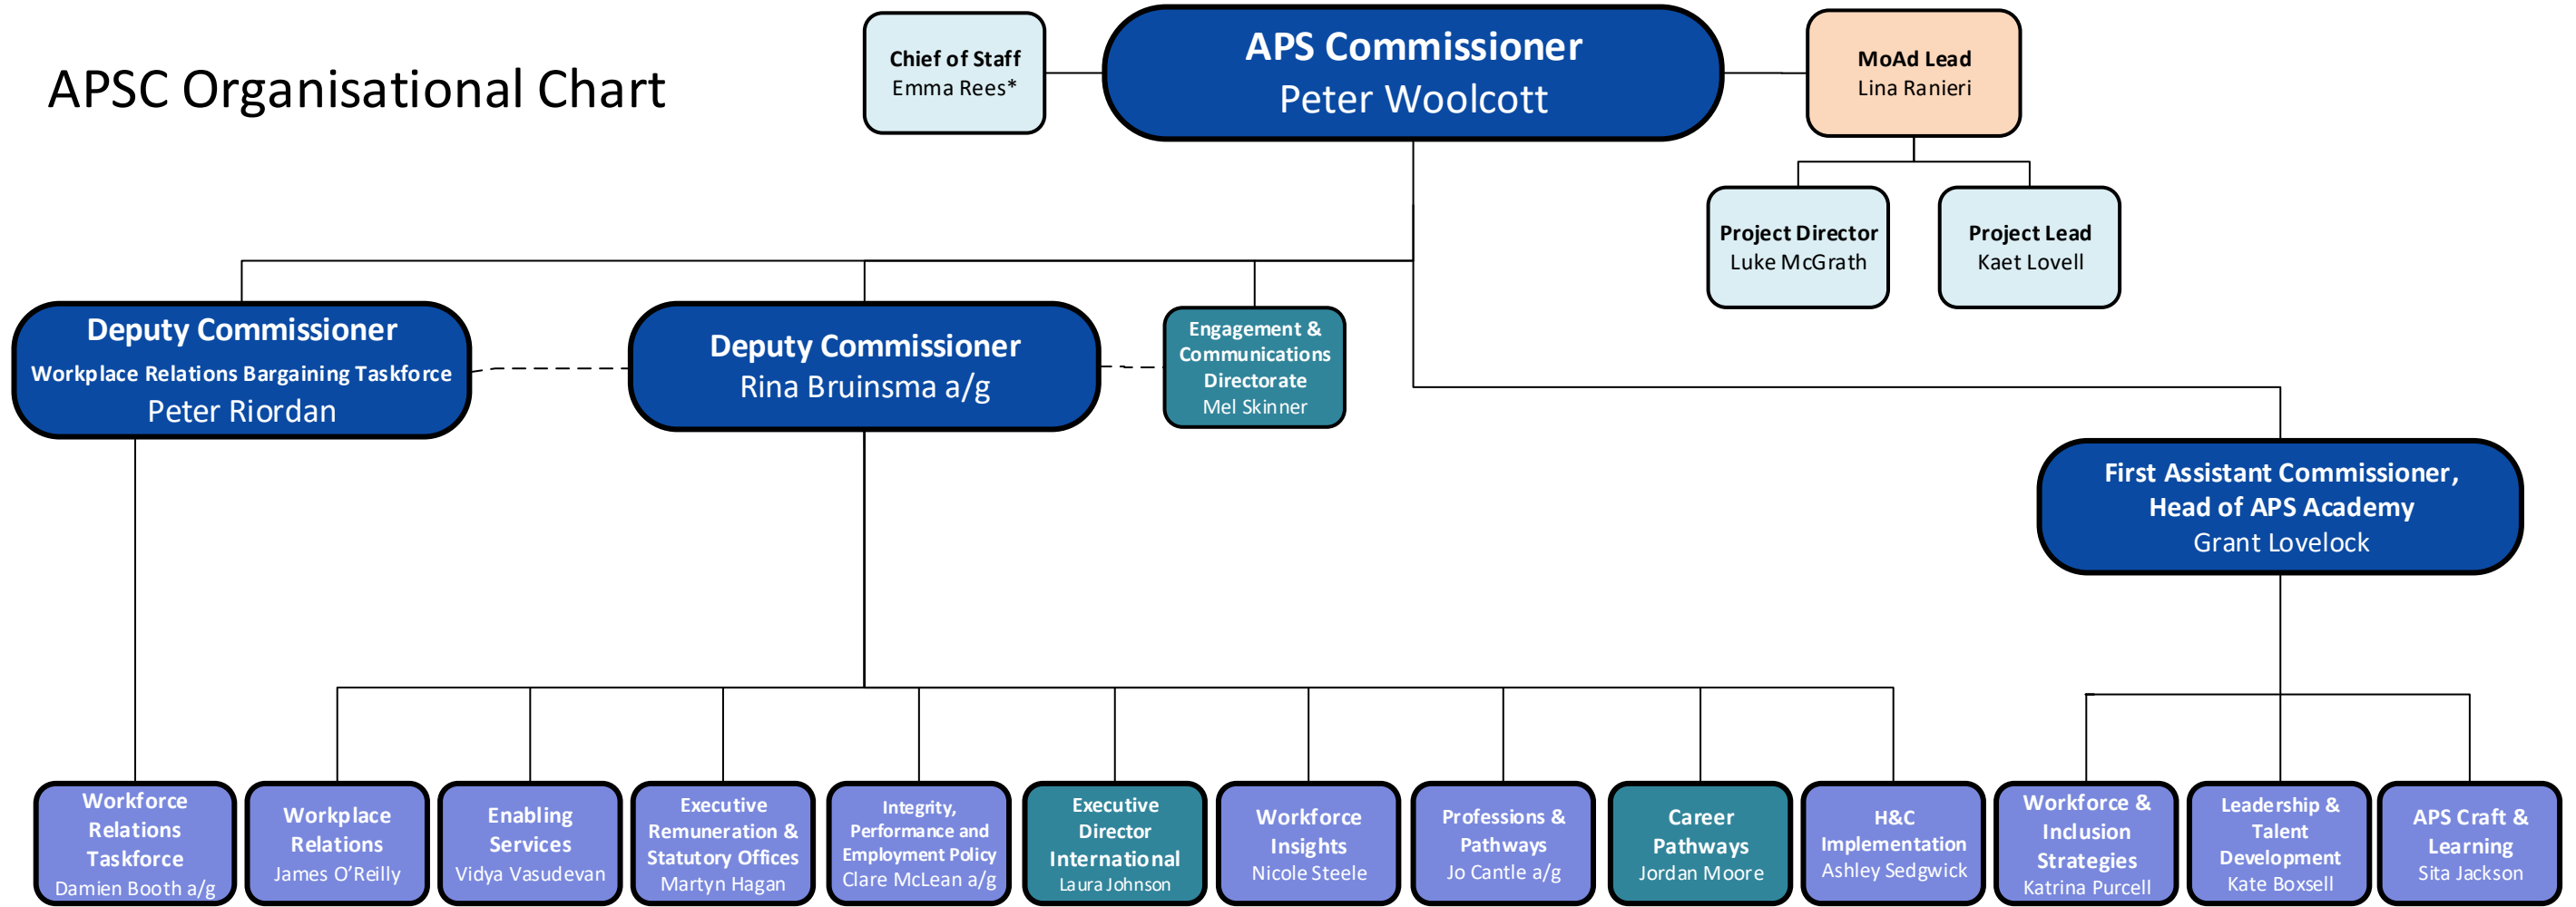 APSC Organisational Chart
Chief of Staff
Emma Rees*
APS Commissioner
Peter Woolcott
MoAd Lead
Lina Ranieri
Project Director
Luke McGrath
Project Lead
Kaet Lovell
Deputy Commissioner
Workplace Relations Bargaining Taskforce
Peter Riordan
Deputy Commissioner
Rina Bruinsma a/g
Engagement &
Communications
Directorate
Mel Skinner
First Assistant Commissioner,
Head of APS Academy
Grant Lovelock
Workforce
Relations
Taskforce
Damien Booth a/g
Workplace
Relations
James O’Reilly
Enabling
Services
Vidya Vasudevan
Executive
Remuneration &
Statutory Offices
Martyn Hagan
Integrity,
Performance and
Employment Policy
Clare McLean a/g
Executive
Director
International
Laura Johnson
Workforce
Insights
Nicole Steele
Professions &
Pathways
Jo Cantle a/g
Career
Pathways
Jordan Moore
H&C
Implementation
Ashley Sedgwick
Workforce &
Inclusion
Strategies
Katrina Purcell
Leadership &
Talent
Development
Kate Boxsell
APS Craft &
Learning
Sita Jackson